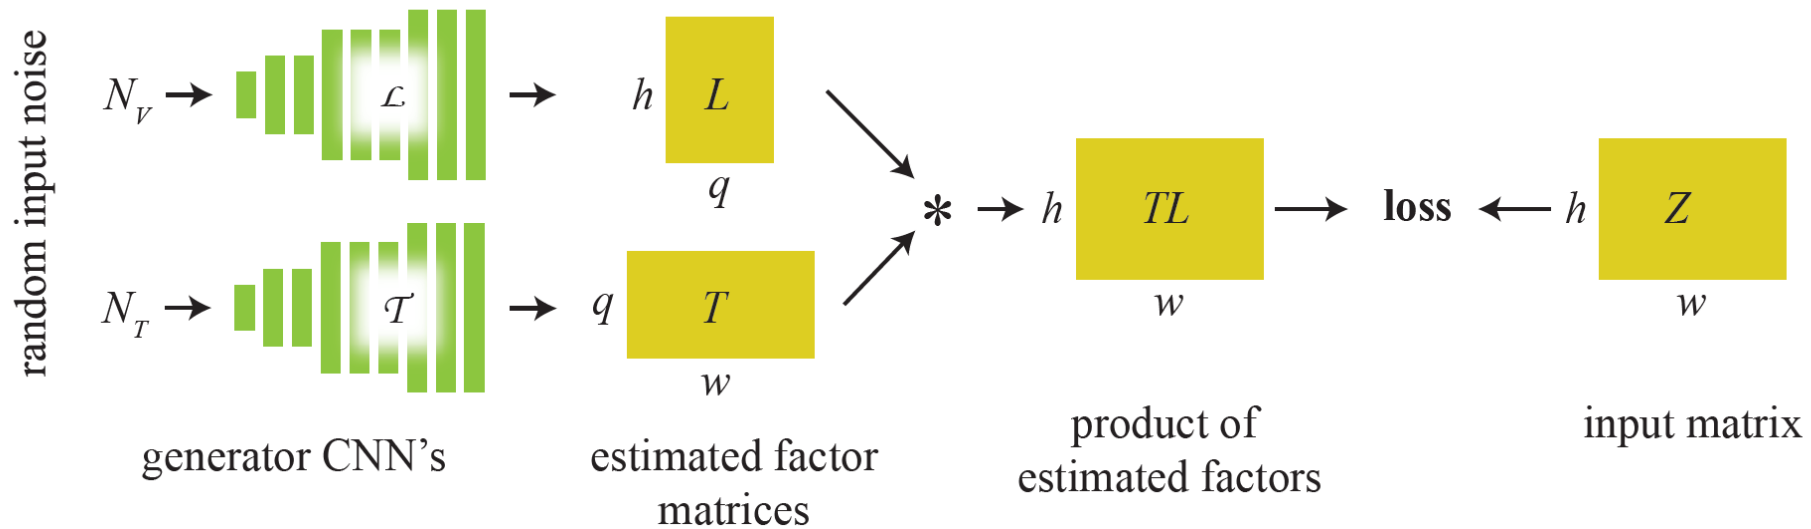 random input noise
N_V
ℒ
h
L
q
N_T
𝒯
q
T
w
*
h
TL
w
loss
h
Z
w
generator CNN's
estimated factor
matrices
product of
estimated factors
input matrix